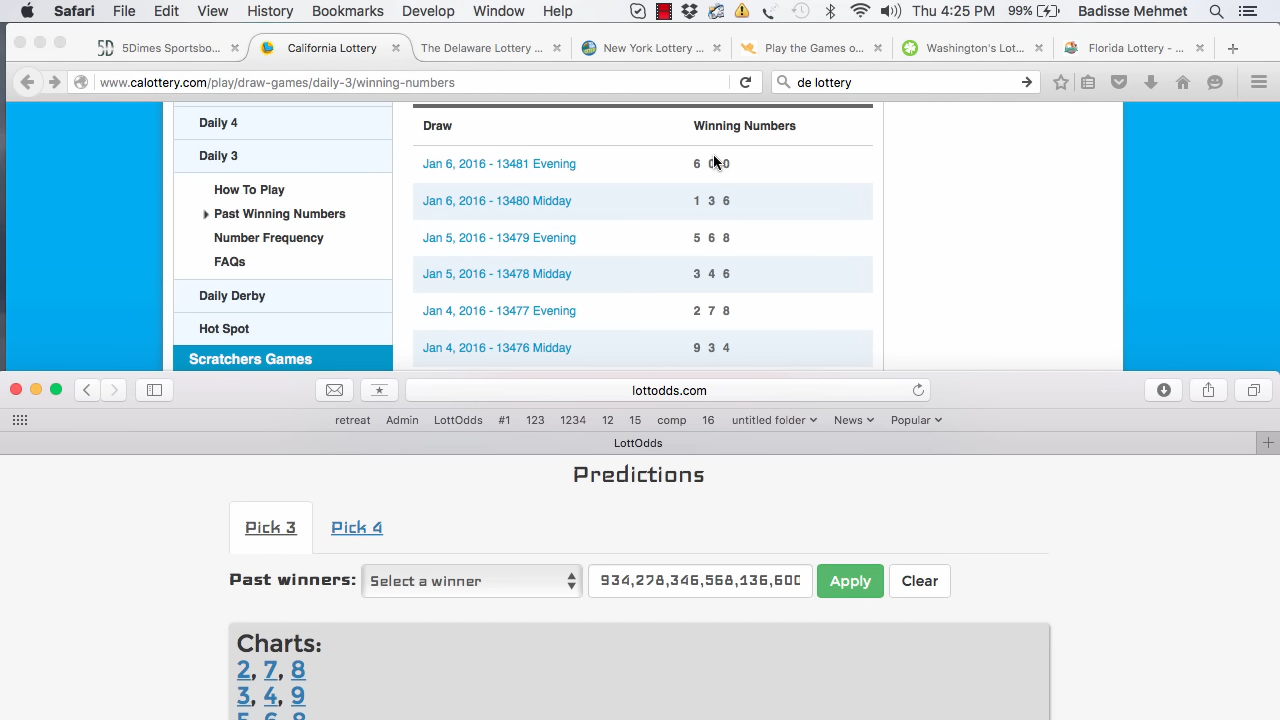 Safari File Edit View History Bookmarks Develop Window Help Thu 4:25 PM 99% Badisse Mehmet
5D 5Dimes Sportsbo... California Lottery The Delaware Lottery ... New York Lottery ... Play tha Games o... Washington's Lot... Florida Lottery - ...
www.calottery.com/play/draw-games/daily-3/winning-numbers de lottery
Daily 4
Daily 3
How To Play
Past Winning Numbers
Number Frequency
FAQs
Daily Derby
Hot Spot
Scratchers Games
Draw Winning Numbers
Jan 6, 2016 - 13481 Evening 6 0 0
Jan 6, 2016 - 13480 Midday 1 3 6
Jan 5, 2016 - 13479 Evening 5 6 8
Jan 5, 2016 - 13478 Midday 3 4 6
Jan 4, 2016 - 13477 Evening 2 7 8
Jan 4, 2016 - 13476 Midday 9 3 4
lottodds.com
retreat Admin LottOdds #1 123 1234 12 15 comp 16 untitled folder News Popular
LottOdds
Predictions
Pick 3 Pick 4
Past winners: Select a winner 934,278,346,568,136,600 Apply Clear
Charts:
2, 7, 8
3, 4, 9
5, 6, 8